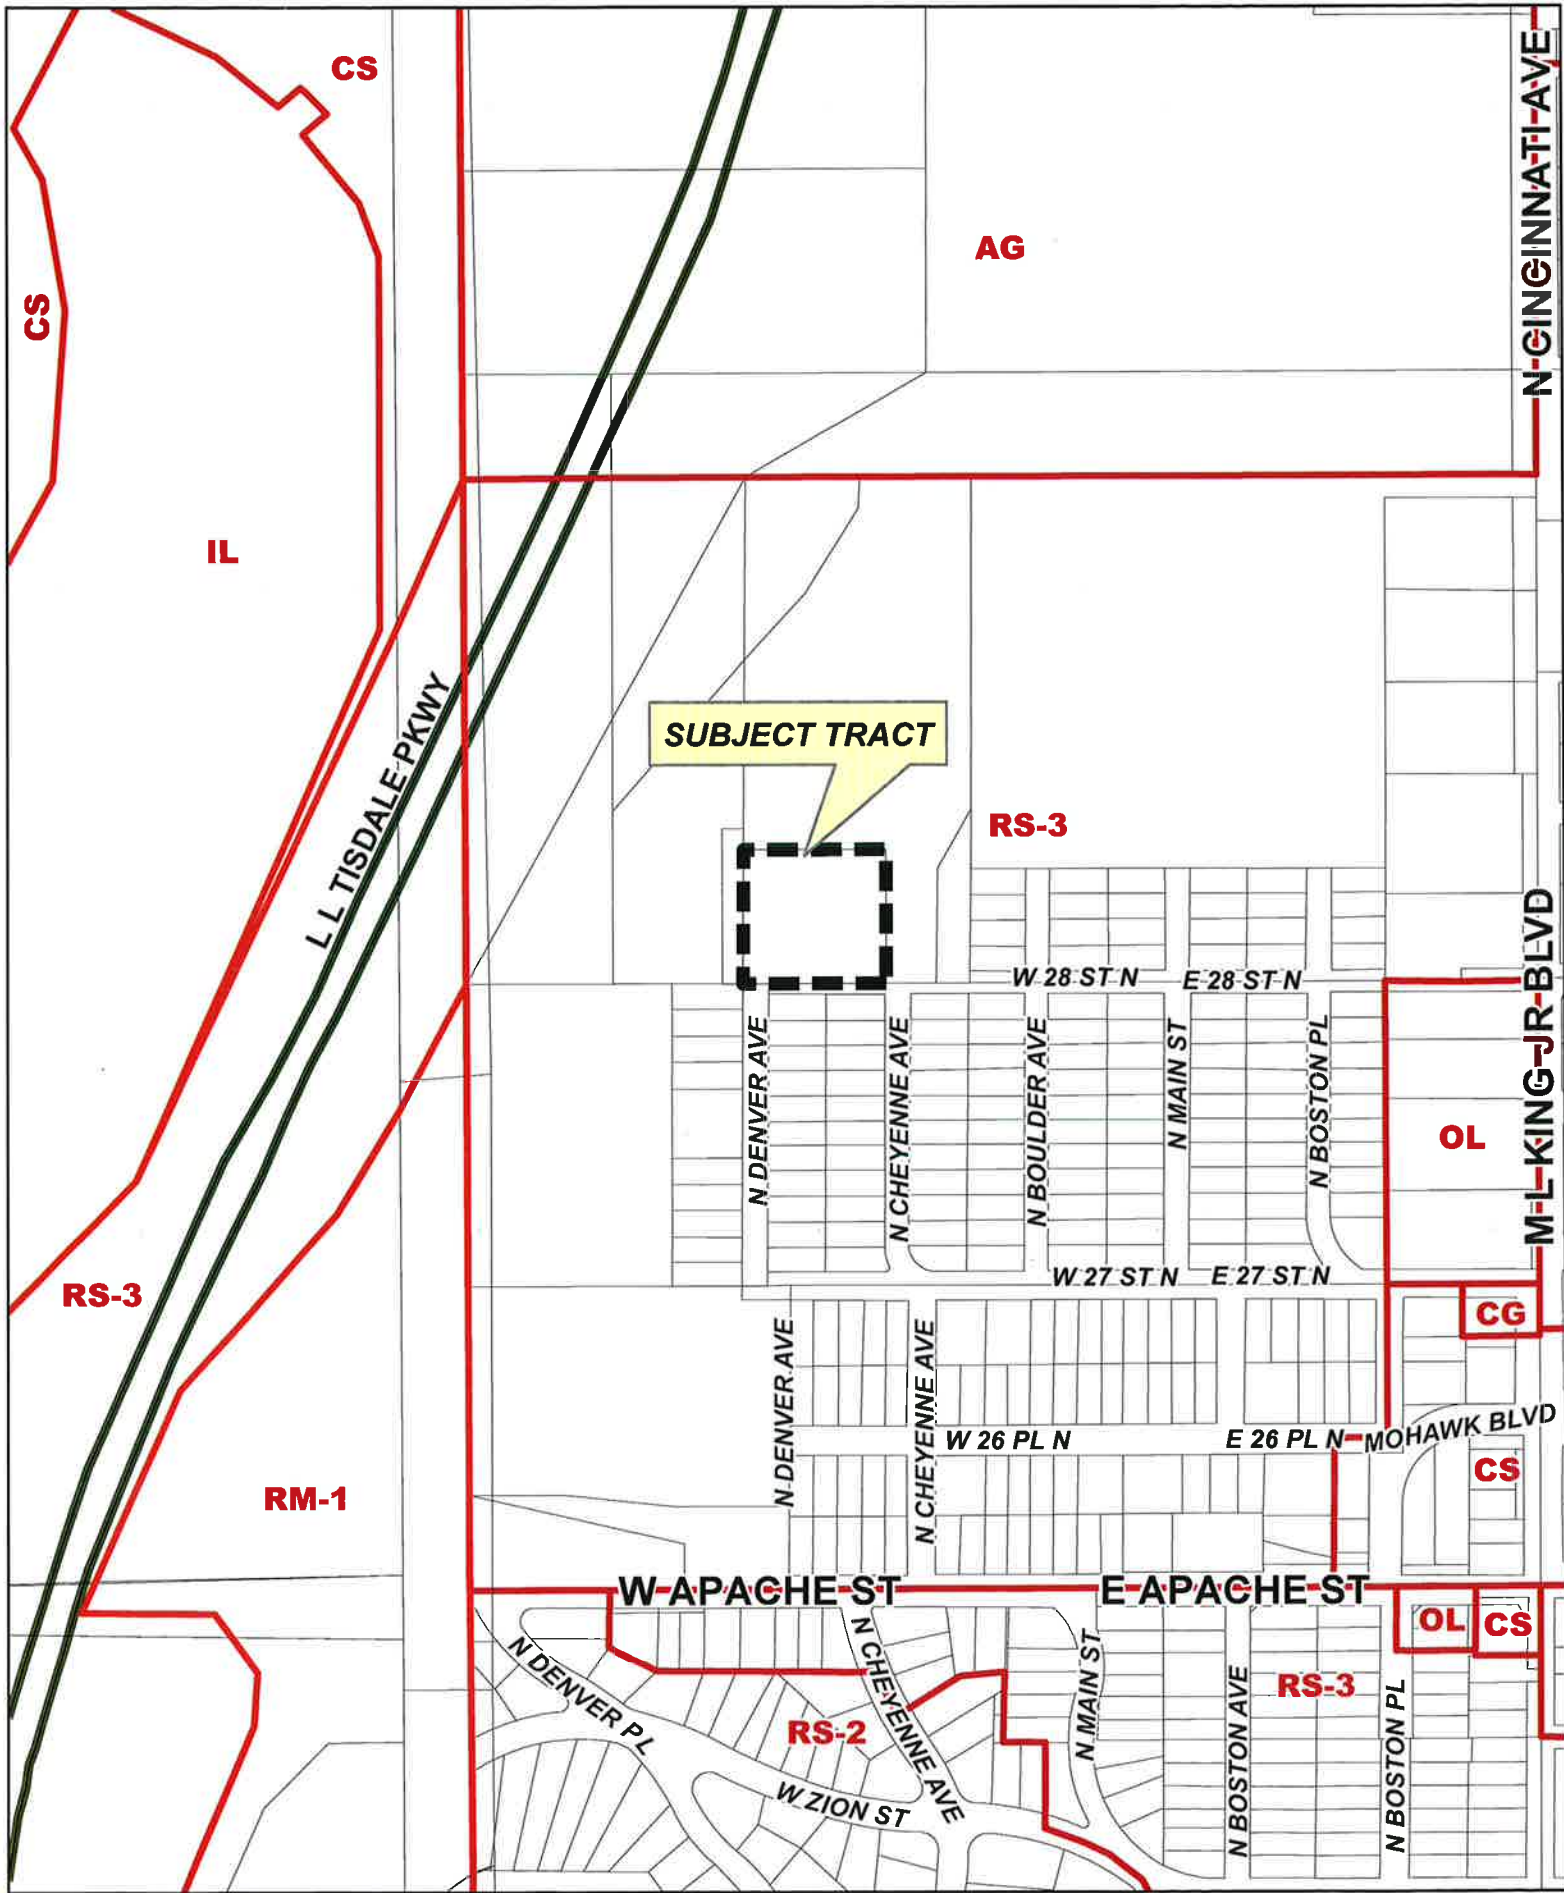 CS
N CINCINNATI AVE
AG
CS
IL
L L TISDALE PKWY
SUBJECT TRACT
RS-3
W 28 ST N
E 28 ST N
N DENVER AVE
N CHEYENNE AVE
N BOULDER AVE
N MAIN ST
N BOSTON PL
M L KING JR BLVD
OL
W 27 ST N
E 27 ST N
RS-3
CG
N DENVER AVE
N CHEYENNE AVE
W 26 PL N
E 26 PL N
MOHAWK BLVD
CS
RM-1
W APACHE ST
E APACHE ST
OL
CS
N DENVER PL
N CHEYENNE AVE
N MAIN ST
RS-3
N BOSTON AVE
N BOSTON PL
RS-2
W ZION ST